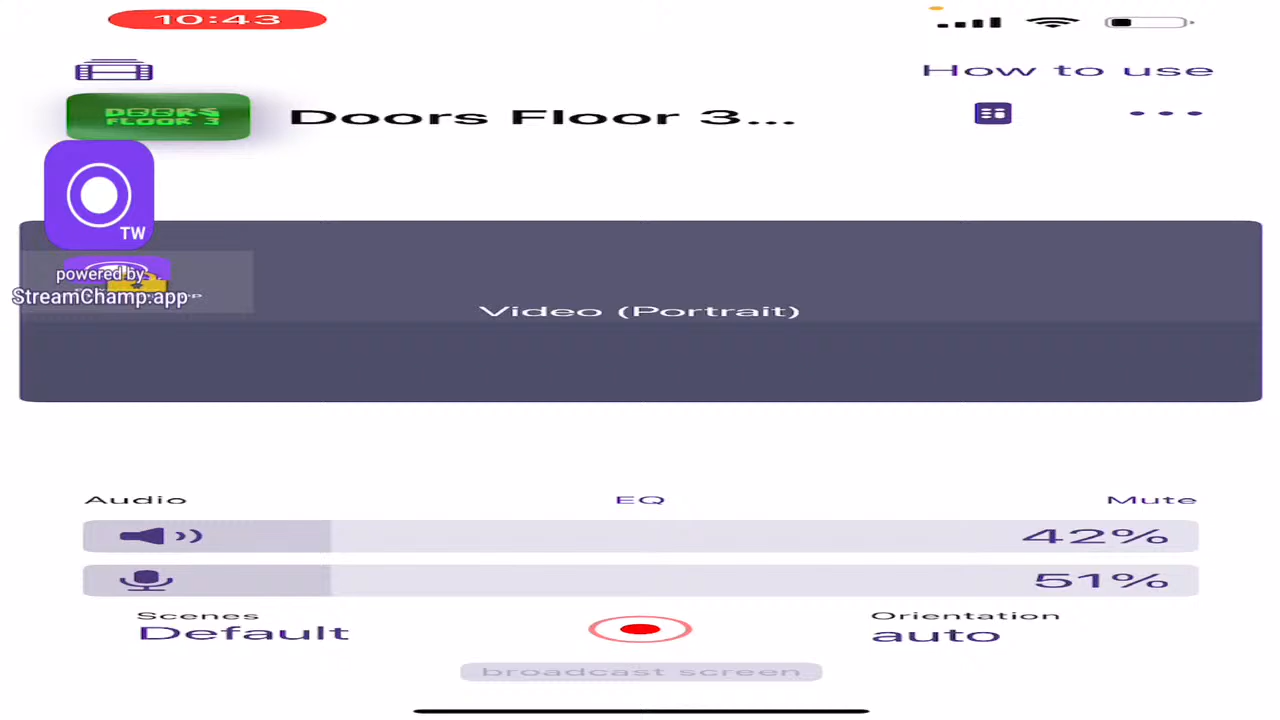 10:43
How to use
DOORS
FLOOR 3
Doors Floor 3...
TW
powered by
StreamChamp.app
Video (Portrait)
Audio
EQ
Mute
42%
51%
Scenes
Orientation
Default
auto
broadcast screen